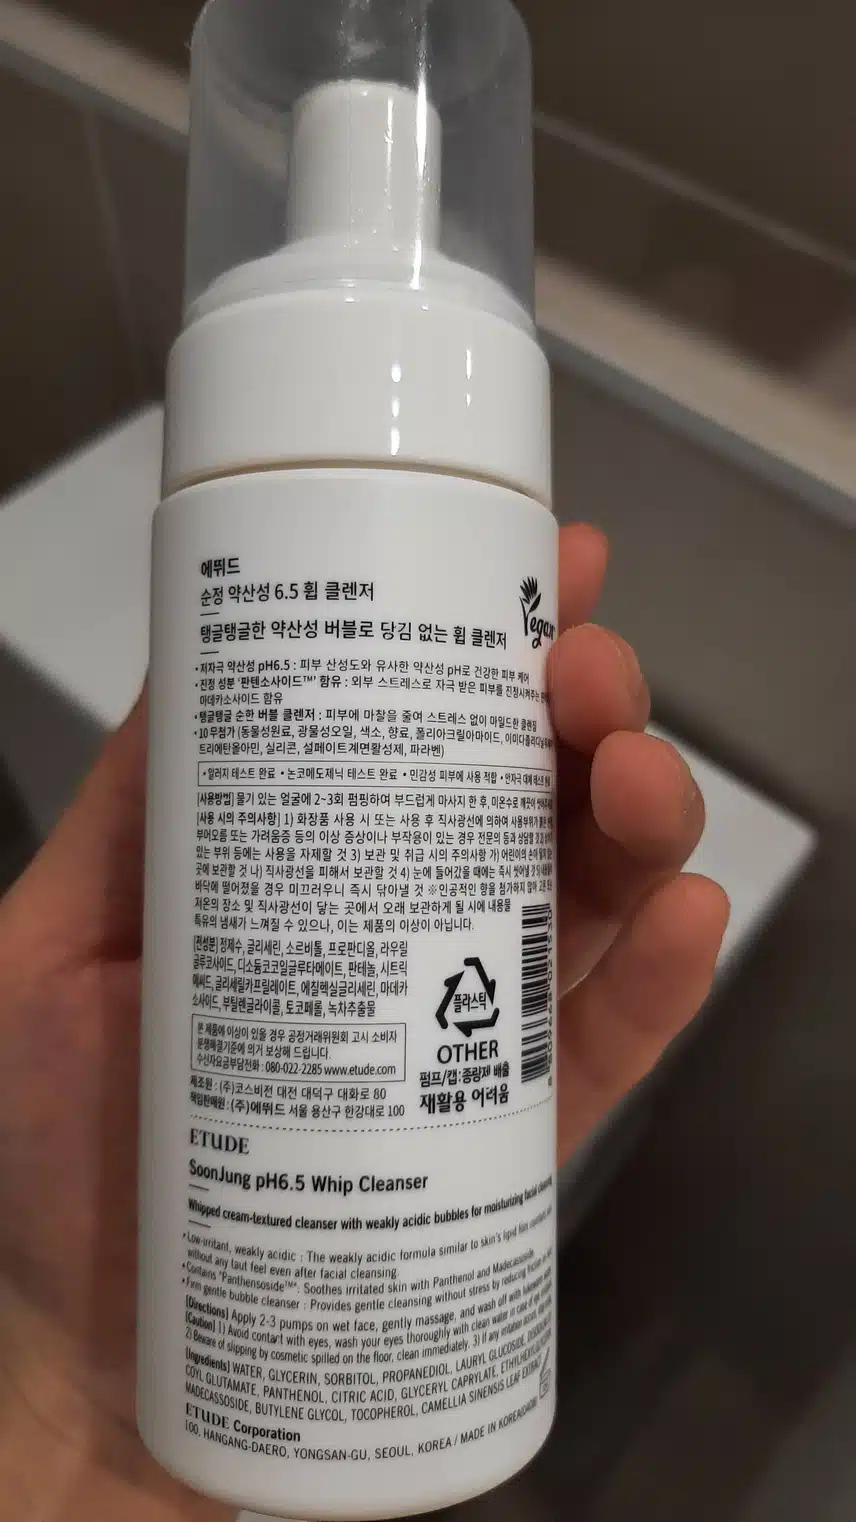 에뛰드
순정 약산성 6.5 휩 클렌저
탱글탱글한 약산성 버블로 당김 없는 휩 클렌저
Vegan
• 저자극 약산성 pH6.5 : 피부 산성도와 유사한 약산성 pH로 건강한 피부 케어
• 진정 성분 ‘판텐소사이드™’ 함유 : 외부 스트레스로 자극 받은 피부를 진정시켜주는
마데카소사이드 함유
• 탱글탱글 순한 버블 클렌저 : 피부에 마찰을 줄여 스트레스 없이 마일드한 클렌징
• 10 무첨가 (동물성원료, 광물성오일, 색소, 향료, 폴리아크릴아마이드, 이미다졸리디닐우레아,
트리에탄올아민, 실리콘, 설페이트계면활성제, 파라벤)
• 알러지 테스트 완료 • 논코메도제닉 테스트 완료 • 민감성 피부에 사용 적합 • 안자극 대체 테스트 완료
[사용방법] 물기 있는 얼굴에 2~3회 펌핑하여 부드럽게 마사지 한 후, 미온수로 깨끗이
[사용 시의 주의사항] 1) 화장품 사용 시 또는 사용 후 직사광선에 의하여 사용부위가 붉은
부어오름 또는 가려움증 등의 이상 증상이나 부작용이 있는 경우 전문의 등과 상담할 것
있는 부위 등에는 사용을 자제할 것 3) 보관 및 취급 시의 주의사항 가) 어린이의 손이 닿지 않는
곳에 보관할 것 나) 직사광선을 피해서 보관할 것 4) 눈에 들어갔을 때에는 즉시 씻어낼 것 5)
바닥에 떨어졌을 경우 미끄러우니 즉시 닦아낼 것 ※인공적인 향을 첨가하지 않아
저온의 장소 및 직사광선이 닿는 곳에서 오래 보관하게 될 시에 내용물
특유의 냄새가 느껴질 수 있으나, 이는 제품의 이상이 아닙니다.
[전성분] 정제수, 글리세린, 소르비톨, 프로판디올, 라우릴
글루코사이드, 디소듐코코일글루타메이트, 판테놀, 시트릭
애씨드, 글리세릴카프릴레이트, 에칠헥실글리세린, 마데카
소사이드, 부틸렌글라이콜, 토코페롤, 녹차추출물
본 제품에 이상이 있을 경우 공정거래위원회 고시 소비자
분쟁해결기준에 의거 보상해 드립니다.
수신자요금부담전화 : 080-022-2285 www.etude.com
제조원 : (주)코스비전 대전 대덕구 대화로 80
책임판매원 : (주)에뛰드 서울 용산구 한강대로 100
플라스틱
OTHER
펌프/캡:종량제 배출
재활용 어려움
ETUDE
SoonJung pH6.5 Whip Cleanser
Whipped cream-textured cleanser with weakly acidic bubbles for moisturizing facial cleansing
• Low-irritant, weakly acidic : The weakly acidic formula similar to skin's lipid
without any taut feel even after facial cleansing.
• Contains "Panthensoside™": Soothes irritated skin with Panthenol and Madecassoside.
• Firm gentle bubble cleanser : Provides gentle cleansing without stress by reducing friction
[Directions] Apply 2-3 pumps on wet face, gently massage, and wash off with lukewarm
[Caution] 1) Avoid contact with eyes, wash your eyes thoroughly with clean water in case of
2) Beware of slipping by cosmetic spilled on the floor, clean immediately. 3) If any
[Ingredients] WATER, GLYCERIN, SORBITOL, PROPANEDIOL, LAURYL GLUCOSIDE,
COYL GLUTAMATE, PANTHENOL, CITRIC ACID, GLYCERYL CAPRYLATE,
MADECASSOSIDE, BUTYLENE GLYCOL, TOCOPHEROL, CAMELLIA SINENSIS LEAF EXTRACT
ETUDE Corporation
100, HANGANG-DAERO, YONGSAN-GU, SEOUL, KOREA / MADE IN KOREA